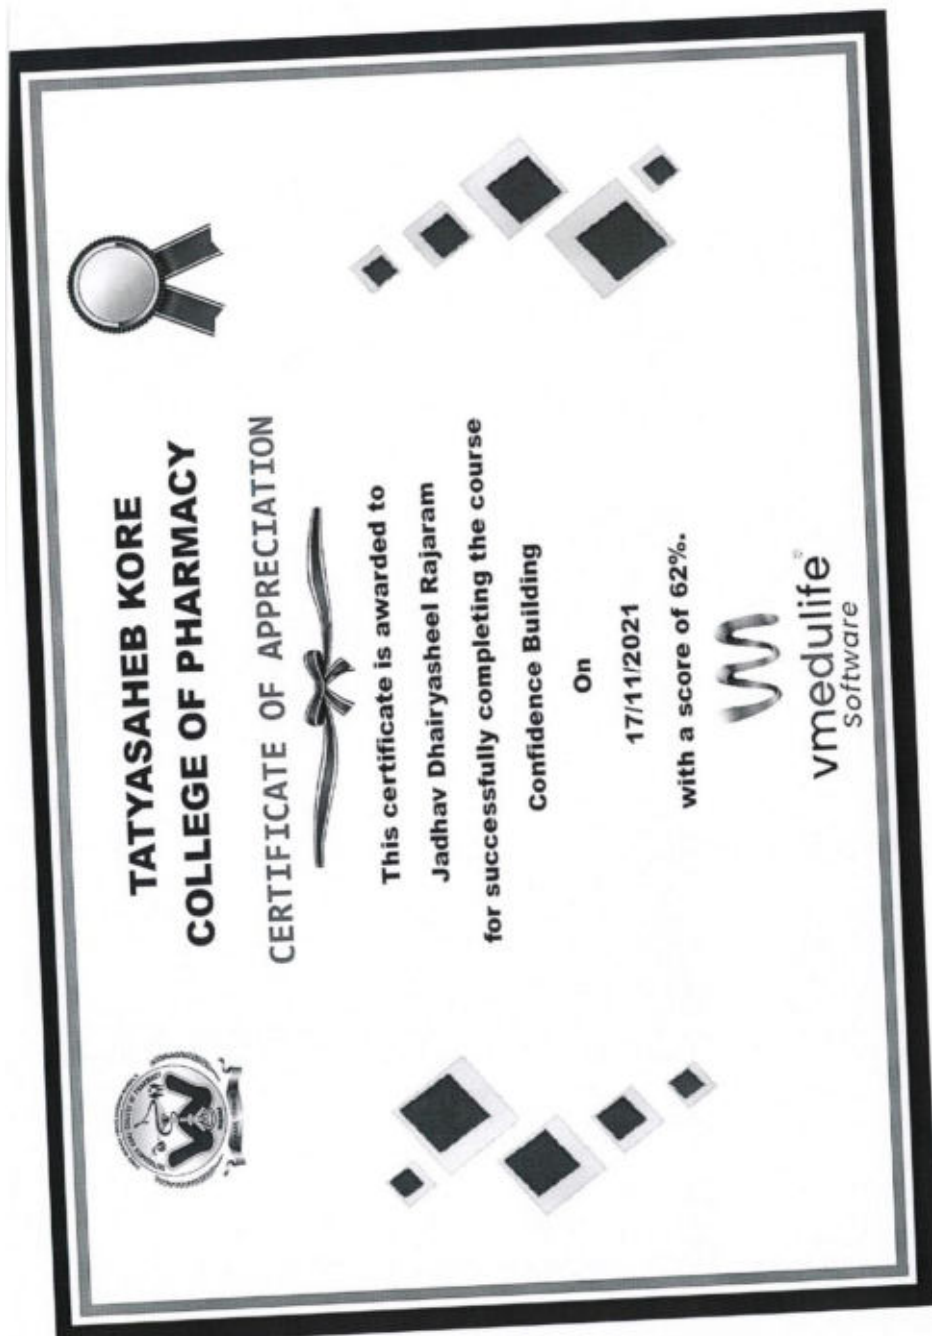 TATYASAHEB KORE
COLLEGE OF PHARMACY
CERTIFICATE OF APPRECIATION
This certificate is awarded to
Jadhav Dhairyasheel Rajaram
for successfully completing the course
Confidence Building
On
17/11/2021
with a score of 62%.
vmedulife®
Software